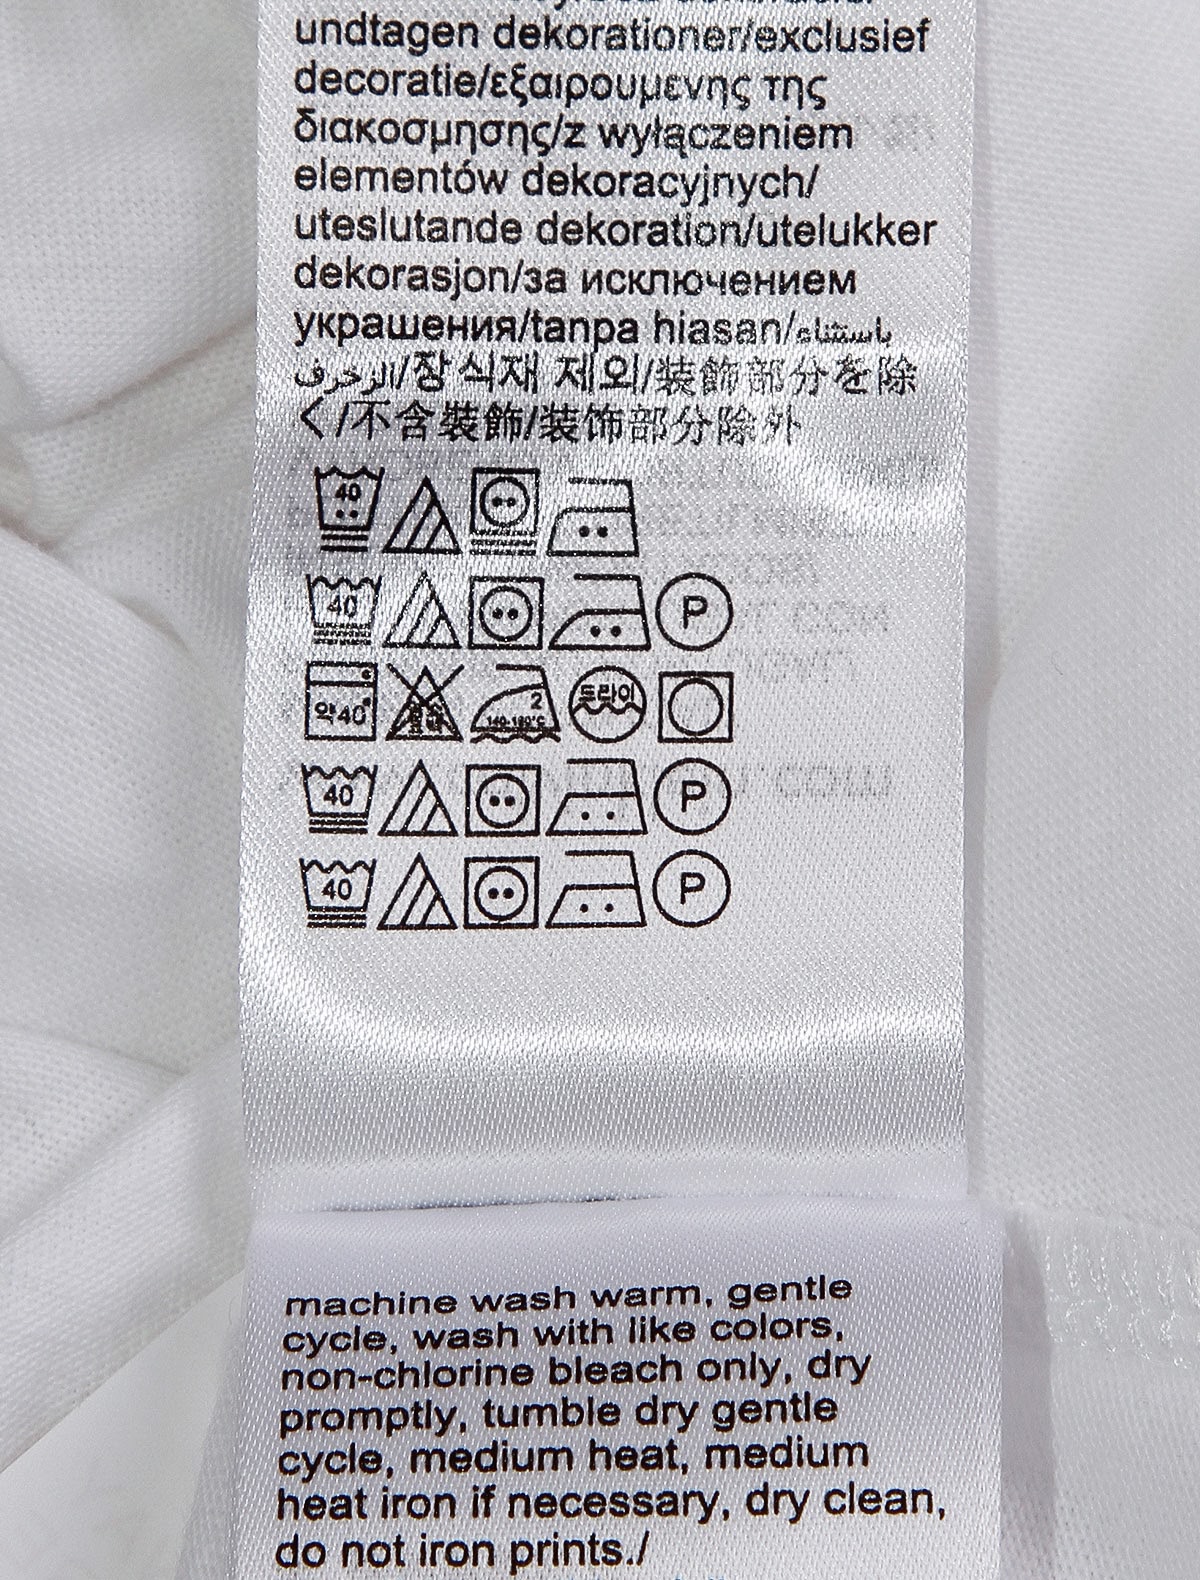 undtagen dekorationer/exclusief
decoratie/εξαιρουμενης της
διακοσμησης/z wyłączeniem
elementów dekoracyjnych/
uteslutande dekoration/utelukker
dekorasjon/за исключением
украшения/tanpa hiasan/باستثناء
الزخرف/장식재 제외/装飾部分を除
く/不含裝飾/装饰部分除外
40
40 P
약40° 2 140-160°C 드라이
40 P
40 P
machine wash warm, gentle
cycle, wash with like colors,
non-chlorine bleach only, dry
promptly, tumble dry gentle
cycle, medium heat, medium
heat iron if necessary, dry clean,
do not iron prints./